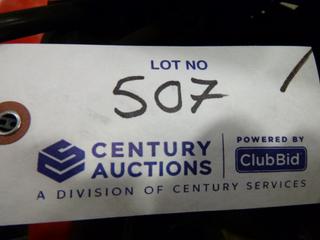 LOT NO
507
CENTURY AUCTIONS
POWERED BY
ClubBid
A DIVISION OF CENTURY SERVICES